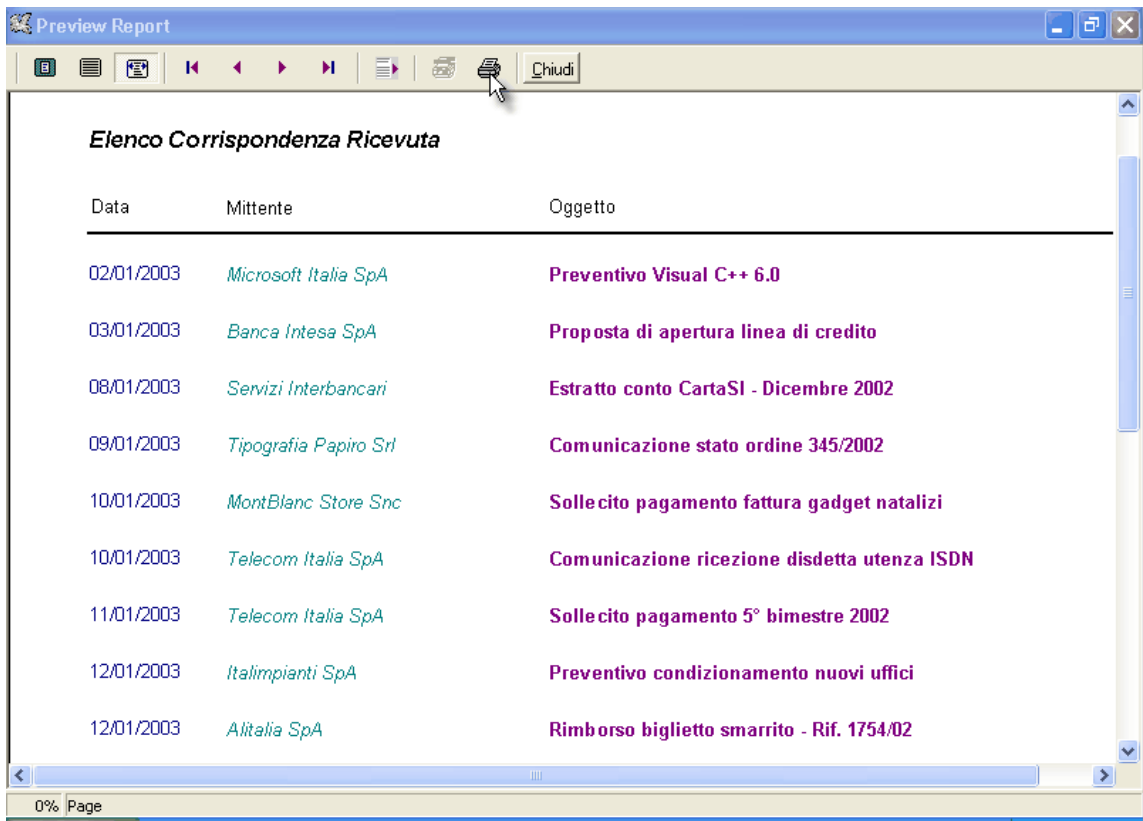 Preview Report
Chiudi
Elenco Corrispondenza Ricevuta
Data Mittente Oggetto
02/01/2003 Microsoft Italia SpA Preventivo Visual C++ 6.0
03/01/2003 Banca Intesa SpA Proposta di apertura linea di credito
08/01/2003 Servizi Interbancari Estratto conto CartaSI - Dicembre 2002
09/01/2003 Tipografia Papiro Srl Comunicazione stato ordine 345/2002
10/01/2003 MontBlanc Store Snc Sollecito pagamento fattura gadget natalizi
10/01/2003 Telecom Italia SpA Comunicazione ricezione disdetta utenza ISDN
11/01/2003 Telecom Italia SpA Sollecito pagamento 5° bimestre 2002
12/01/2003 Italimpianti SpA Preventivo condizionamento nuovi uffici
12/01/2003 Alitalia SpA Rimborso biglietto smarrito - Rif. 1754/02
0% Page